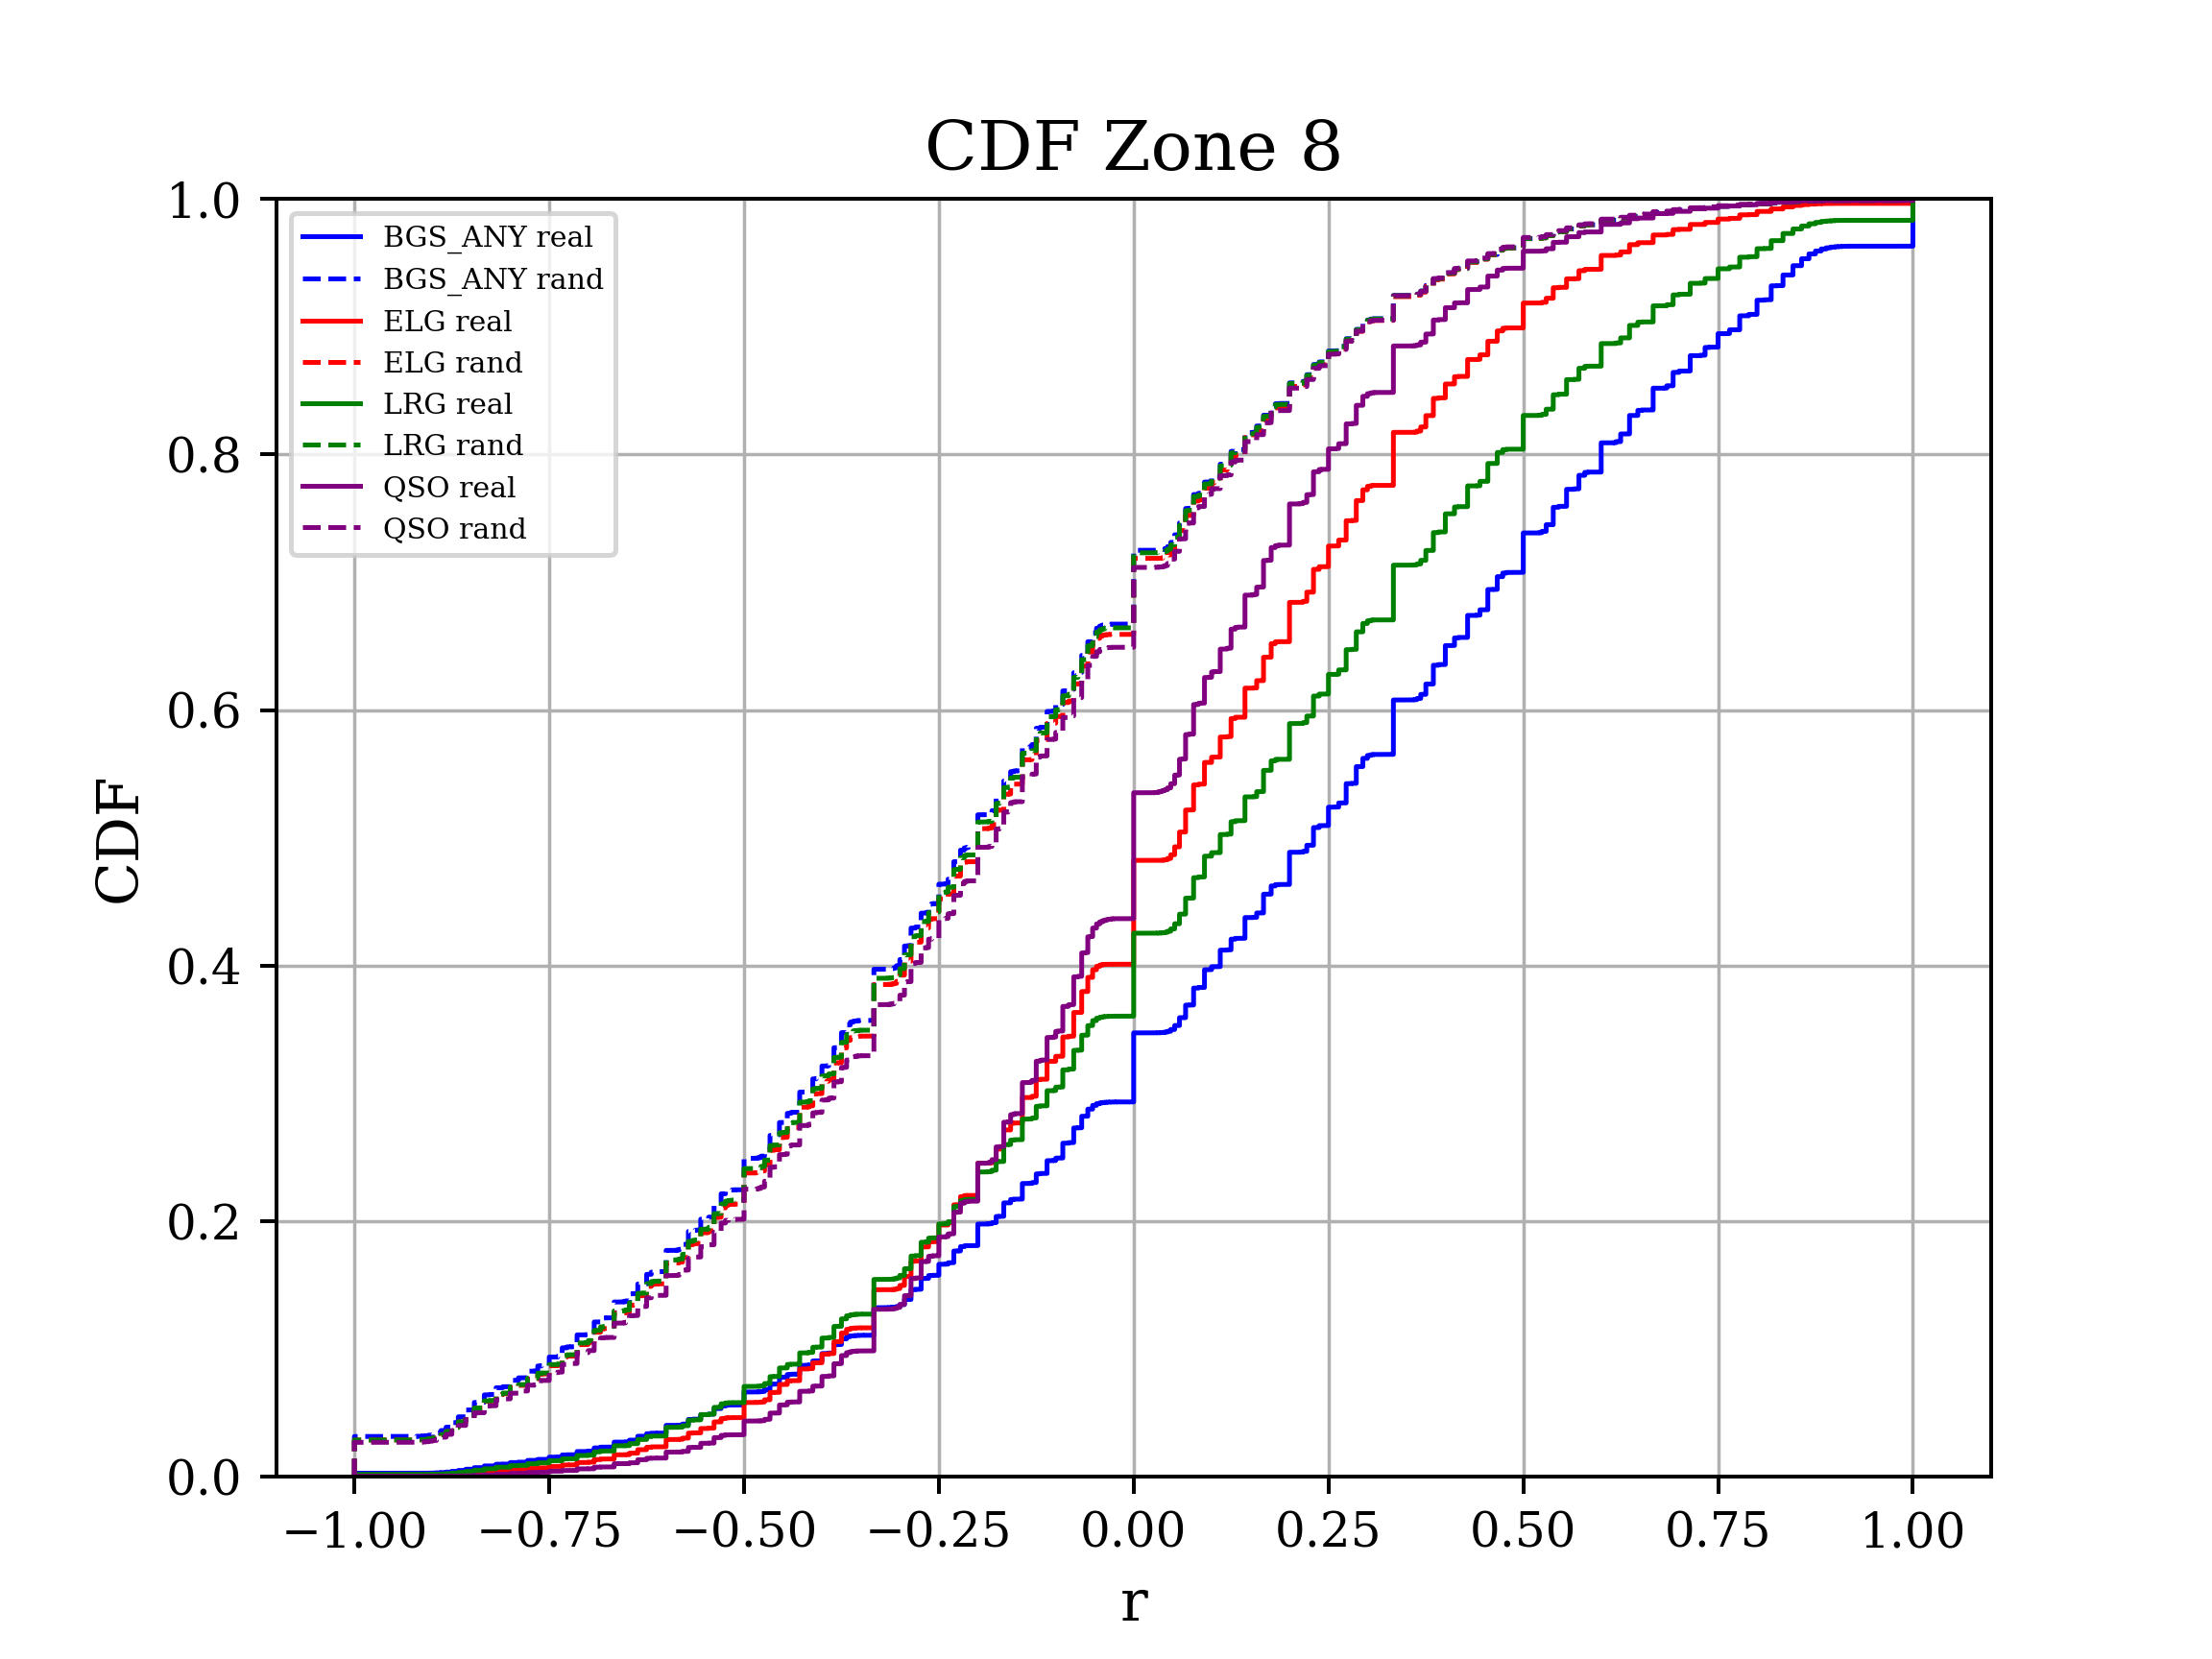 CDF Zone 8
1.0
0.8
0.6
0.4
0.2
0.0
CDF
BGS_ANY real
BGS_ANY rand
ELG real
ELG rand
LRG real
LRG rand
QSO real
QSO rand
−1.00 −0.75 −0.50 −0.25 0.00 0.25 0.50 0.75 1.00
r